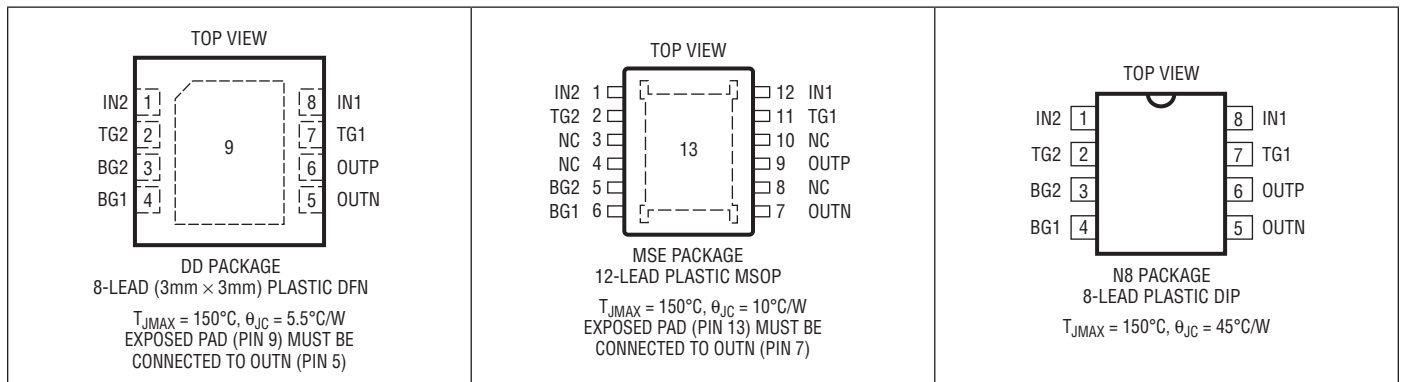 TOP VIEW
IN2 1 8 IN1
TG2 2 7 TG1
BG2 3 9 6 OUTP
BG1 4 5 OUTN
DD PACKAGE
8-LEAD (3mm × 3mm) PLASTIC DFN
TJMAX = 150°C, θJC = 5.5°C/W
EXPOSED PAD (PIN 9) MUST BE
CONNECTED TO OUTN (PIN 5)
TOP VIEW
IN2 1 12 IN1
TG2 2 11 TG1
NC 3 10 NC
NC 4 13 9 OUTP
BG2 5 8 NC
BG1 6 7 OUTN
MSE PACKAGE
12-LEAD PLASTIC MSOP
TJMAX = 150°C, θJC = 10°C/W
EXPOSED PAD (PIN 13) MUST BE
CONNECTED TO OUTN (PIN 7)
TOP VIEW
IN2 1 8 IN1
TG2 2 7 TG1
BG2 3 6 OUTP
BG1 4 5 OUTN
N8 PACKAGE
8-LEAD PLASTIC DIP
TJMAX = 150°C, θJC = 45°C/W